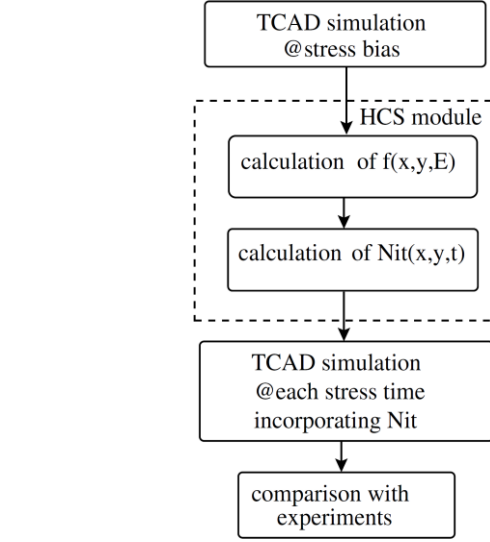 TCAD simulation
@stress bias
HCS module
calculation of f(x,y,E)
calculation of Nit(x,y,t)
TCAD simulation
@each stress time
incorporating Nit
comparison with
experiments